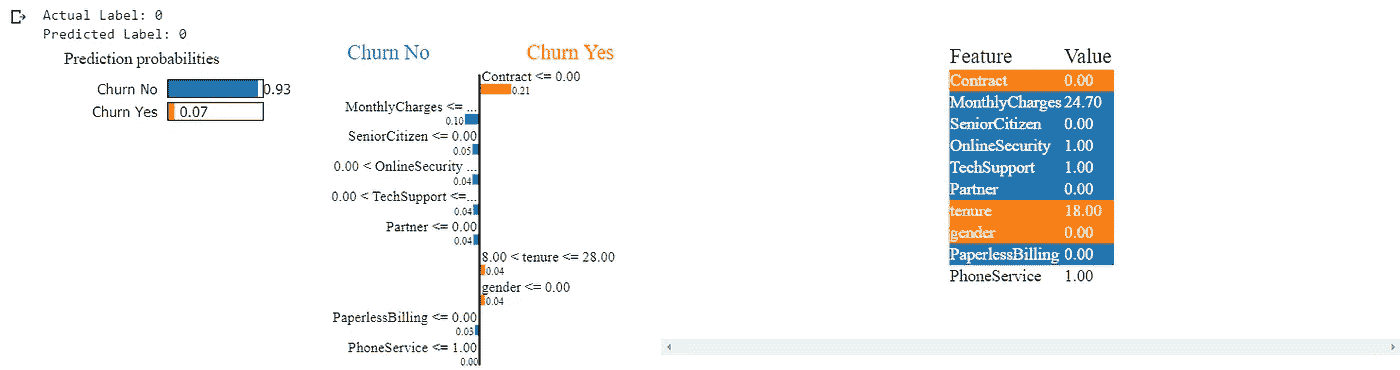 Actual Label: 0
Predicted Label: 0
Prediction probabilities
Churn No 0.93
Churn Yes 0.07
Churn No Churn Yes
Contract <= 0.00
0.21
MonthlyCharges <= ...
0.10
SeniorCitizen <= 0.00
0.05
0.00 < OnlineSecurity ...
0.04
0.00 < TechSupport <=...
0.04
Partner <= 0.00
0.04
8.00 < tenure <= 28.00
0.04
gender <= 0.00
0.04
PaperlessBilling <= 0.00
0.03
PhoneService <= 1.00
0.00
Feature Value
Contract 0.00
MonthlyCharges 24.70
SeniorCitizen 0.00
OnlineSecurity 1.00
TechSupport 1.00
Partner 0.00
tenure 18.00
gender 0.00
PaperlessBilling 0.00
PhoneService 1.00